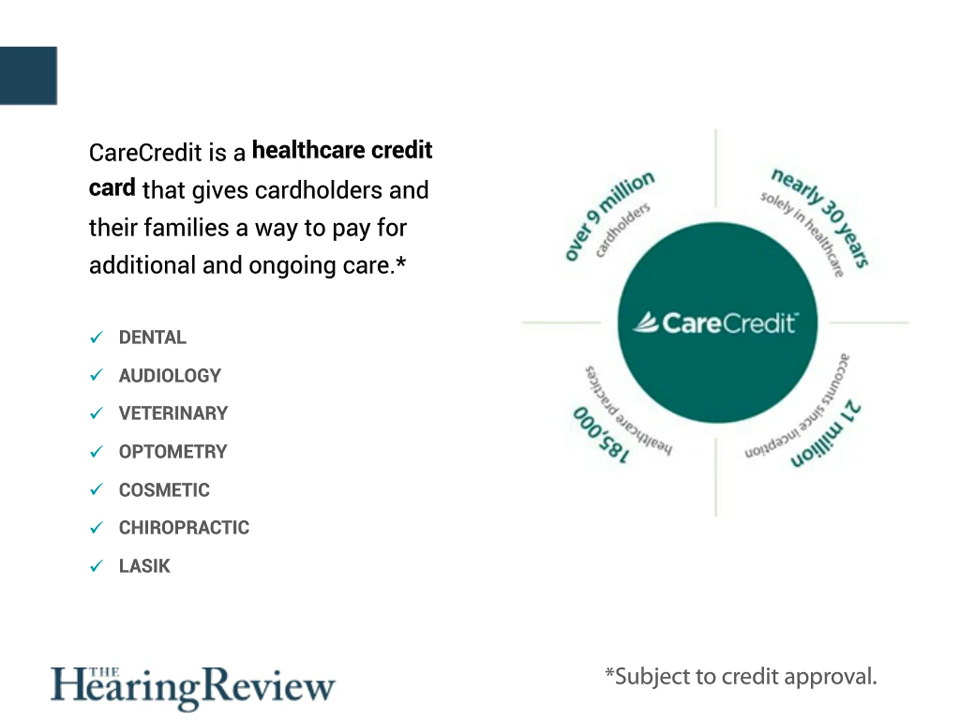 CareCredit is a healthcare credit
card that gives cardholders and
their families a way to pay for
additional and ongoing care.*
✓ DENTAL
✓ AUDIOLOGY
✓ VETERINARY
✓ OPTOMETRY
✓ COSMETIC
✓ CHIROPRACTIC
✓ LASIK
over 9 million
cardholders
nearly 30 years
solely in healthcare
CareCredit™
185,000
healthcare practices
21 million
accounts since inception
THE
HearingReview
*Subject to credit approval.